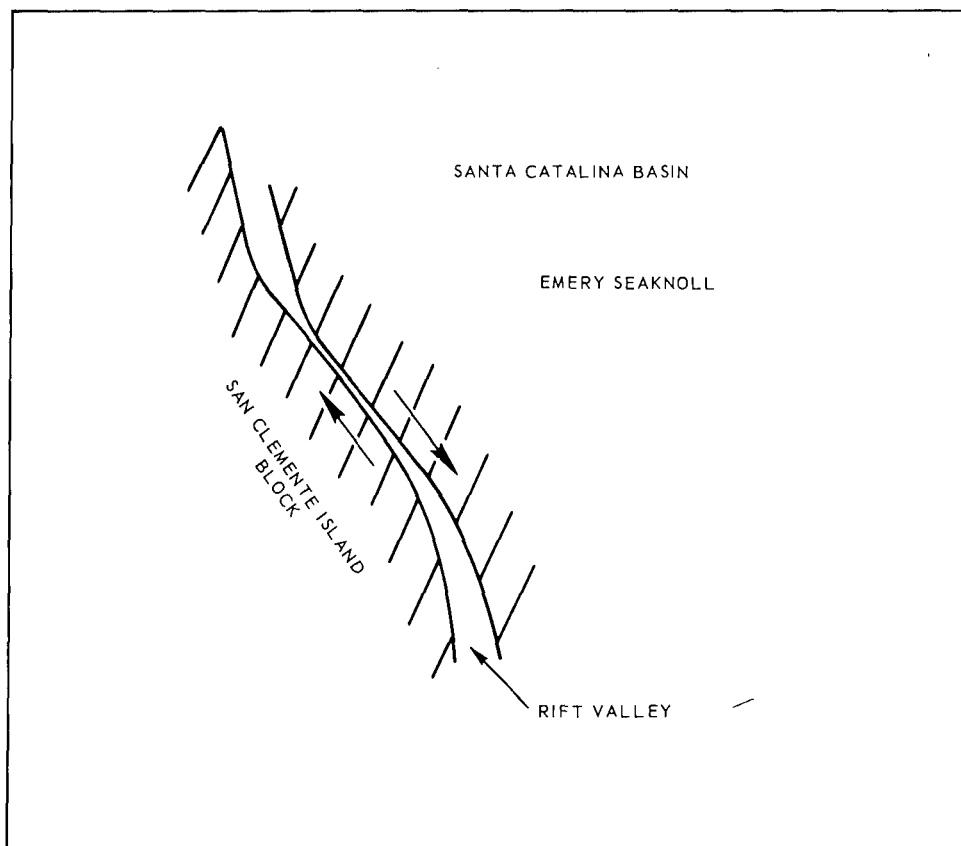 SANTA CATALINA BASIN
EMERY SEAKNOLL
SAN CLEMENTE ISLAND
BLOCK
RIFT VALLEY